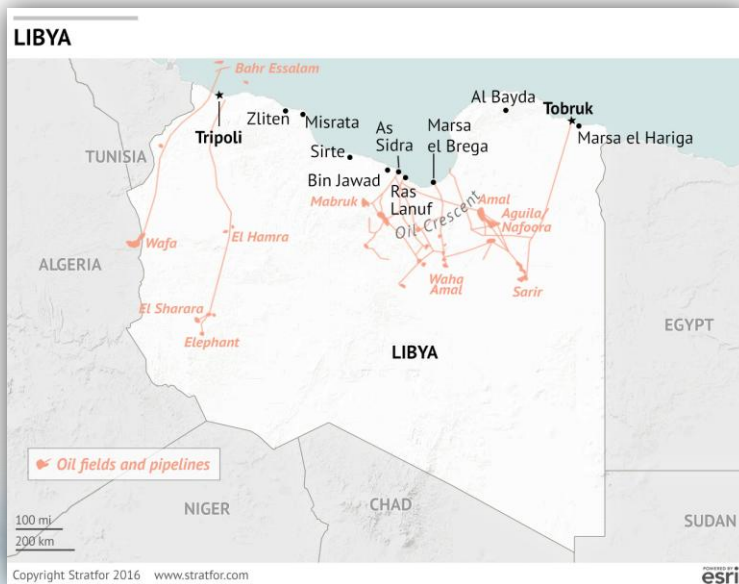 LIBYA
Bahr Essalam
TUNISIA
Tripoli
Zliten
Misrata
Sirte
As
Sidra
Marsa
el Brega
Al Bayda
Tobruk
Marsa el Hariga
Bin Jawad
Ras
Lanuf
Mabruk
Oil Crescent
Amal
Aguila
Nafoora
Wafa
El Hamra
ALGERIA
Waha
Amal
Sarir
El Sharara
Elephant
LIBYA
EGYPT
Oil fields and pipelines
NIGER
CHAD
SUDAN
100 mi
200 km
Copyright Stratfor 2016 www.stratfor.com
POWERED BY
esri